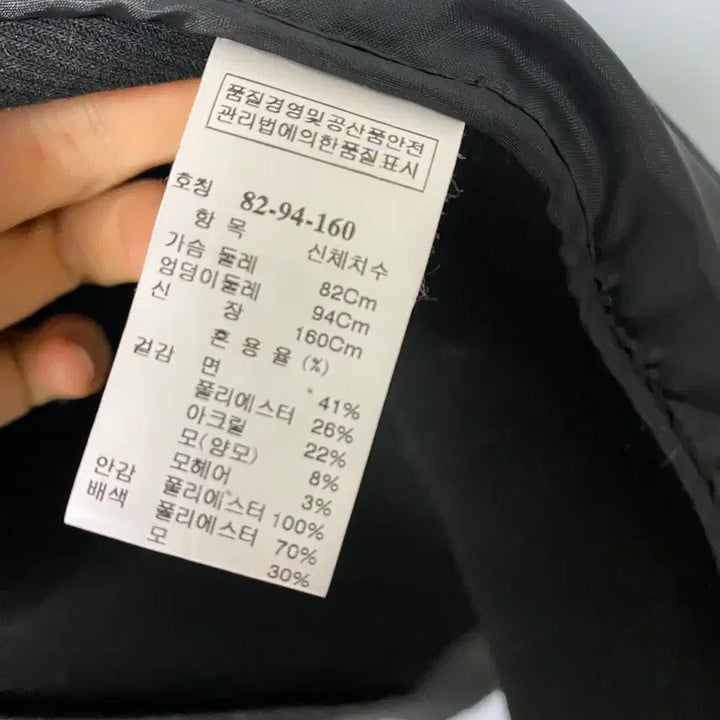 품질경영및 공산품안전
관리법에의한품질표시
호칭 82-94-160
항 목 신체치수
가슴 둘레 82Cm
엉덩이둘레 94Cm
신 장 160Cm
혼 용 율 (%)
겉감 면 41%
폴리에스터 26%
아크릴 22%
모(양모) 8%
모헤어 3%
안감 폴리에스터 100%
배색 폴리에스터 70%
모 30%